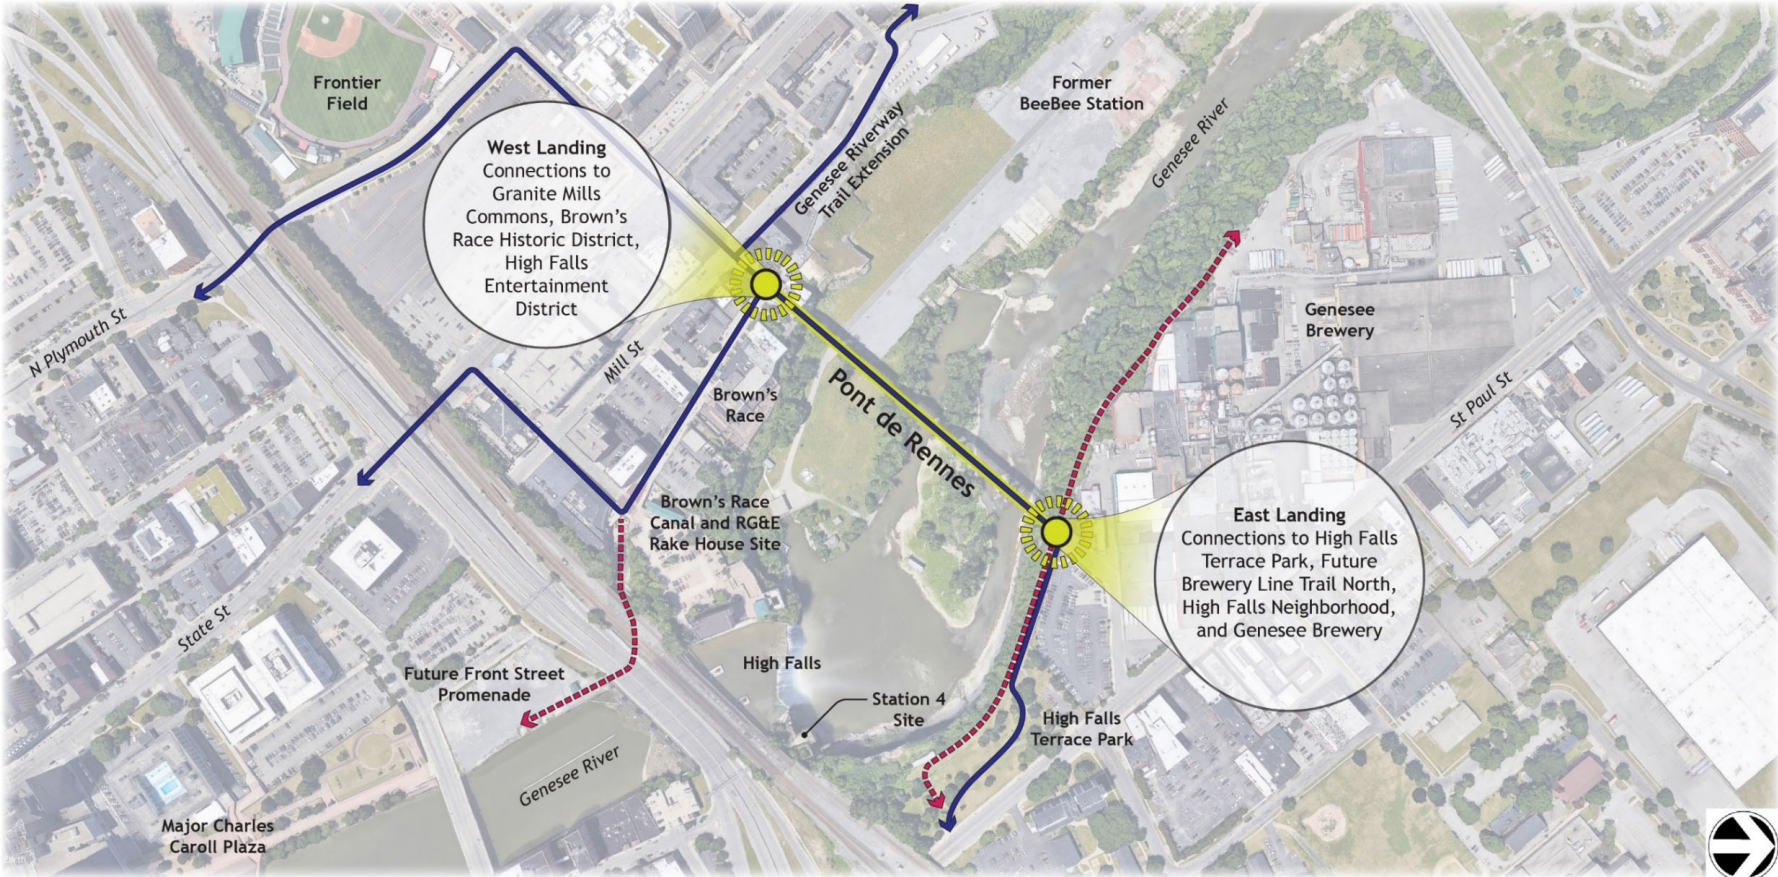 Frontier
Field
Former
BeeBee Station
West Landing
Connections to
Granite Mills
Commons, Brown's
Race Historic District,
High Falls
Entertainment
District
Genesee Riverway
Trail Extension
Genesee River
Genesee
Brewery
N Plymouth St
Mill St
Brown's
Race
Pont de Rennes
St Paul St
Brown's Race
Canal and RG&E
Rake House Site
East Landing
Connections to High Falls
Terrace Park, Future
Brewery Line Trail North,
High Falls Neighborhood,
and Genesee Brewery
State St
High Falls
Future Front Street
Promenade
Station 4
Site
High Falls
Terrace Park
Genesee River
Major Charles
Caroll Plaza